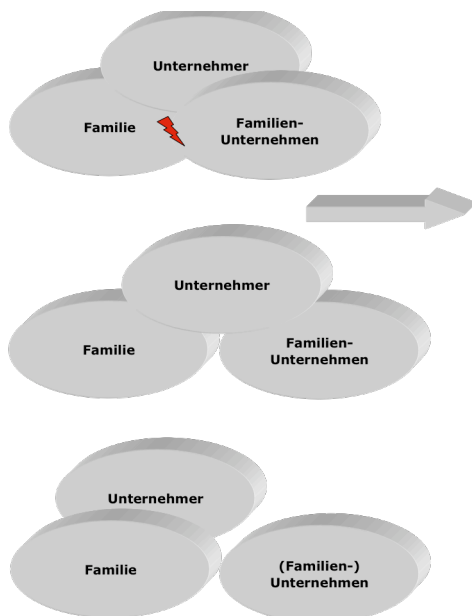 Unternehmer
Familie
Familien-
Unternehmen
Unternehmer
Familie
Familien-
Unternehmen
Unternehmer
Familie
(Familien-)
Unternehmen